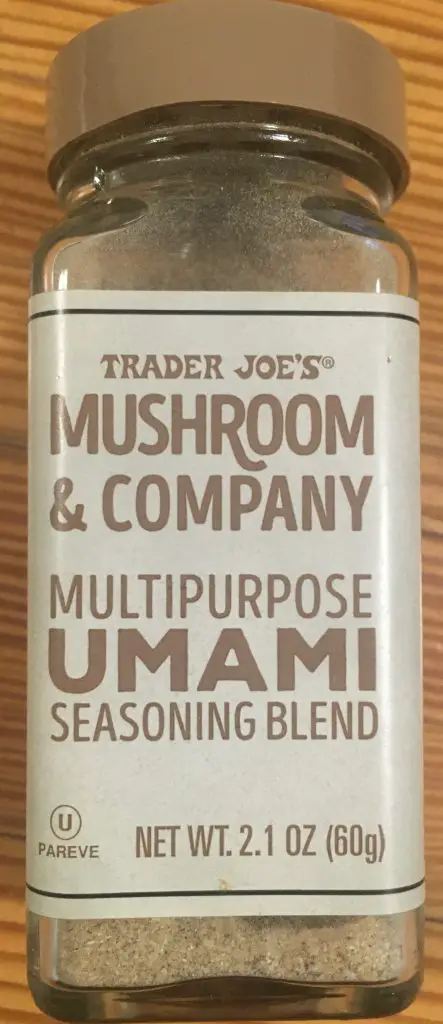 TRADER JOE'S®
MUSHROOM
& COMPANY
MULTIPURPOSE
UMAMI
SEASONING BLEND
U
PAREVE
NET WT. 2.1 OZ (60g)